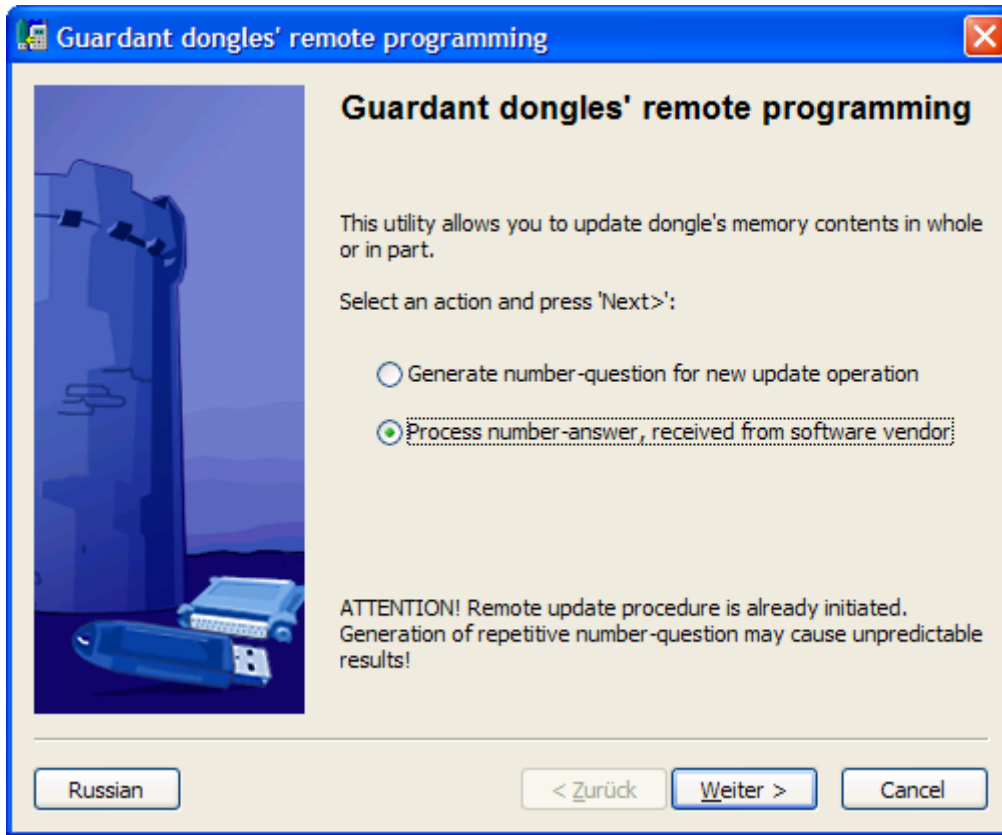 Guardant dongles' remote programming
Guardant dongles' remote programming
This utility allows you to update dongle's memory contents in whole
or in part.
Select an action and press 'Next>':
Generate number-question for new update operation
Process number-answer, received from software vendor
ATTENTION! Remote update procedure is already initiated.
Generation of repetitive number-question may cause unpredictable
results!
Russian
< Zurück
Weiter >
Cancel